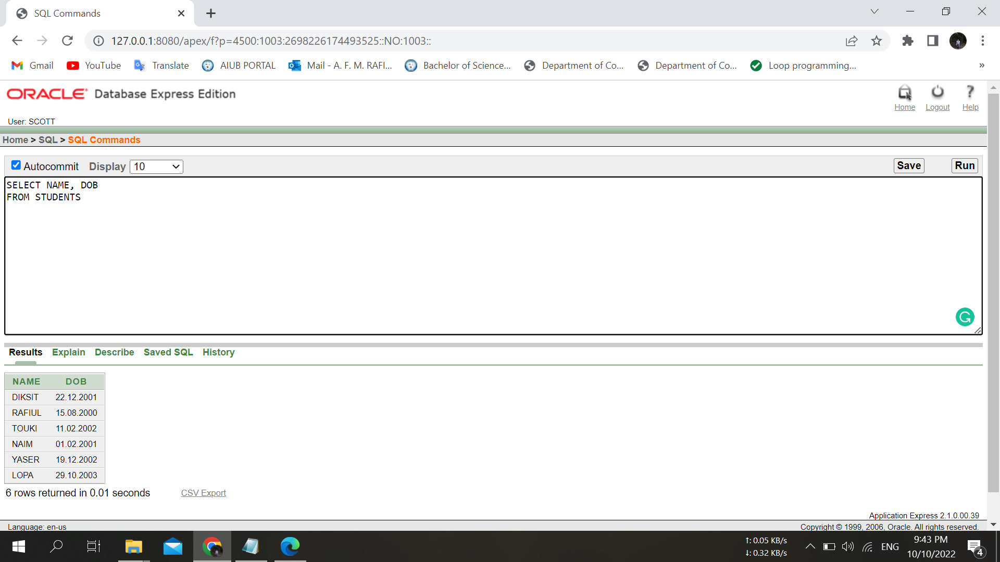 SQL Commands
127.0.0.1:8080/apex/f?p=4500:1003:2698226174493525::NO:1003::
Gmail YouTube Translate AIUB PORTAL Mail - A. F. M. RAFI... Bachelor of Science... Department of Co... Department of Co... Loop programming... »
ORACLE Database Express Edition
Home Logout Help
User: SCOTT
Home > SQL > SQL Commands
Autocommit Display 10 Save Run
SELECT NAME, DOB
FROM STUDENTS
Results Explain Describe Saved SQL History
NAME DOB
DIKSIT 22.12.2001
RAFIUL 15.08.2000
TOUKI 11.02.2002
NAIM 01.02.2001
YASER 19.12.2002
LOPA 29.10.2003
6 rows returned in 0.01 seconds CSV Export
Application Express 2.1.0.00.39
Language: en-us Copyright © 1999, 2006, Oracle. All rights reserved.
↑: 0.05 KB/s
↓: 0.32 KB/s
ENG
9:43 PM
10/10/2022
4